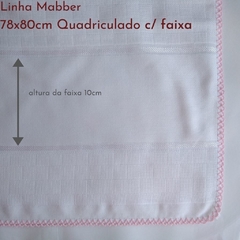 Linha Mabber
78x80cm Quadriculado c/ faixa
altura da faixa 10cm